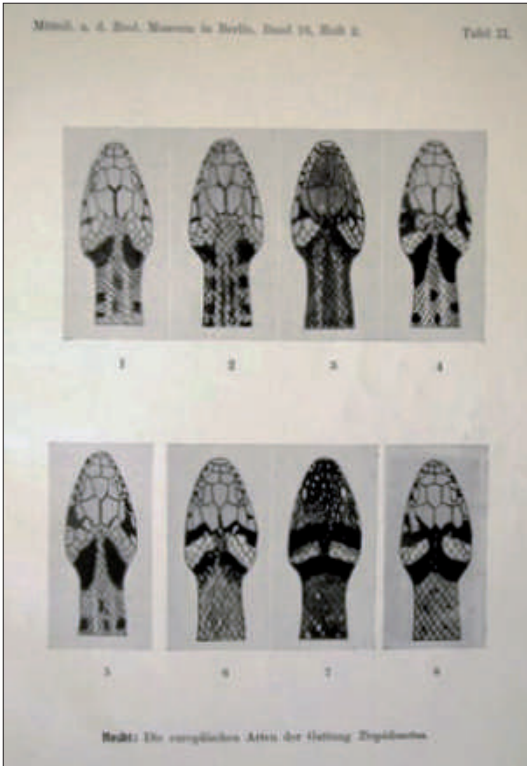 Mitteil. a. d. Zool. Museum in Berlin. Band 16, Heft 2. Tafel II.
1 2 3 4
5 6 7 8
Hecht: Die europäischen Arten der Gattung Tropidonotus